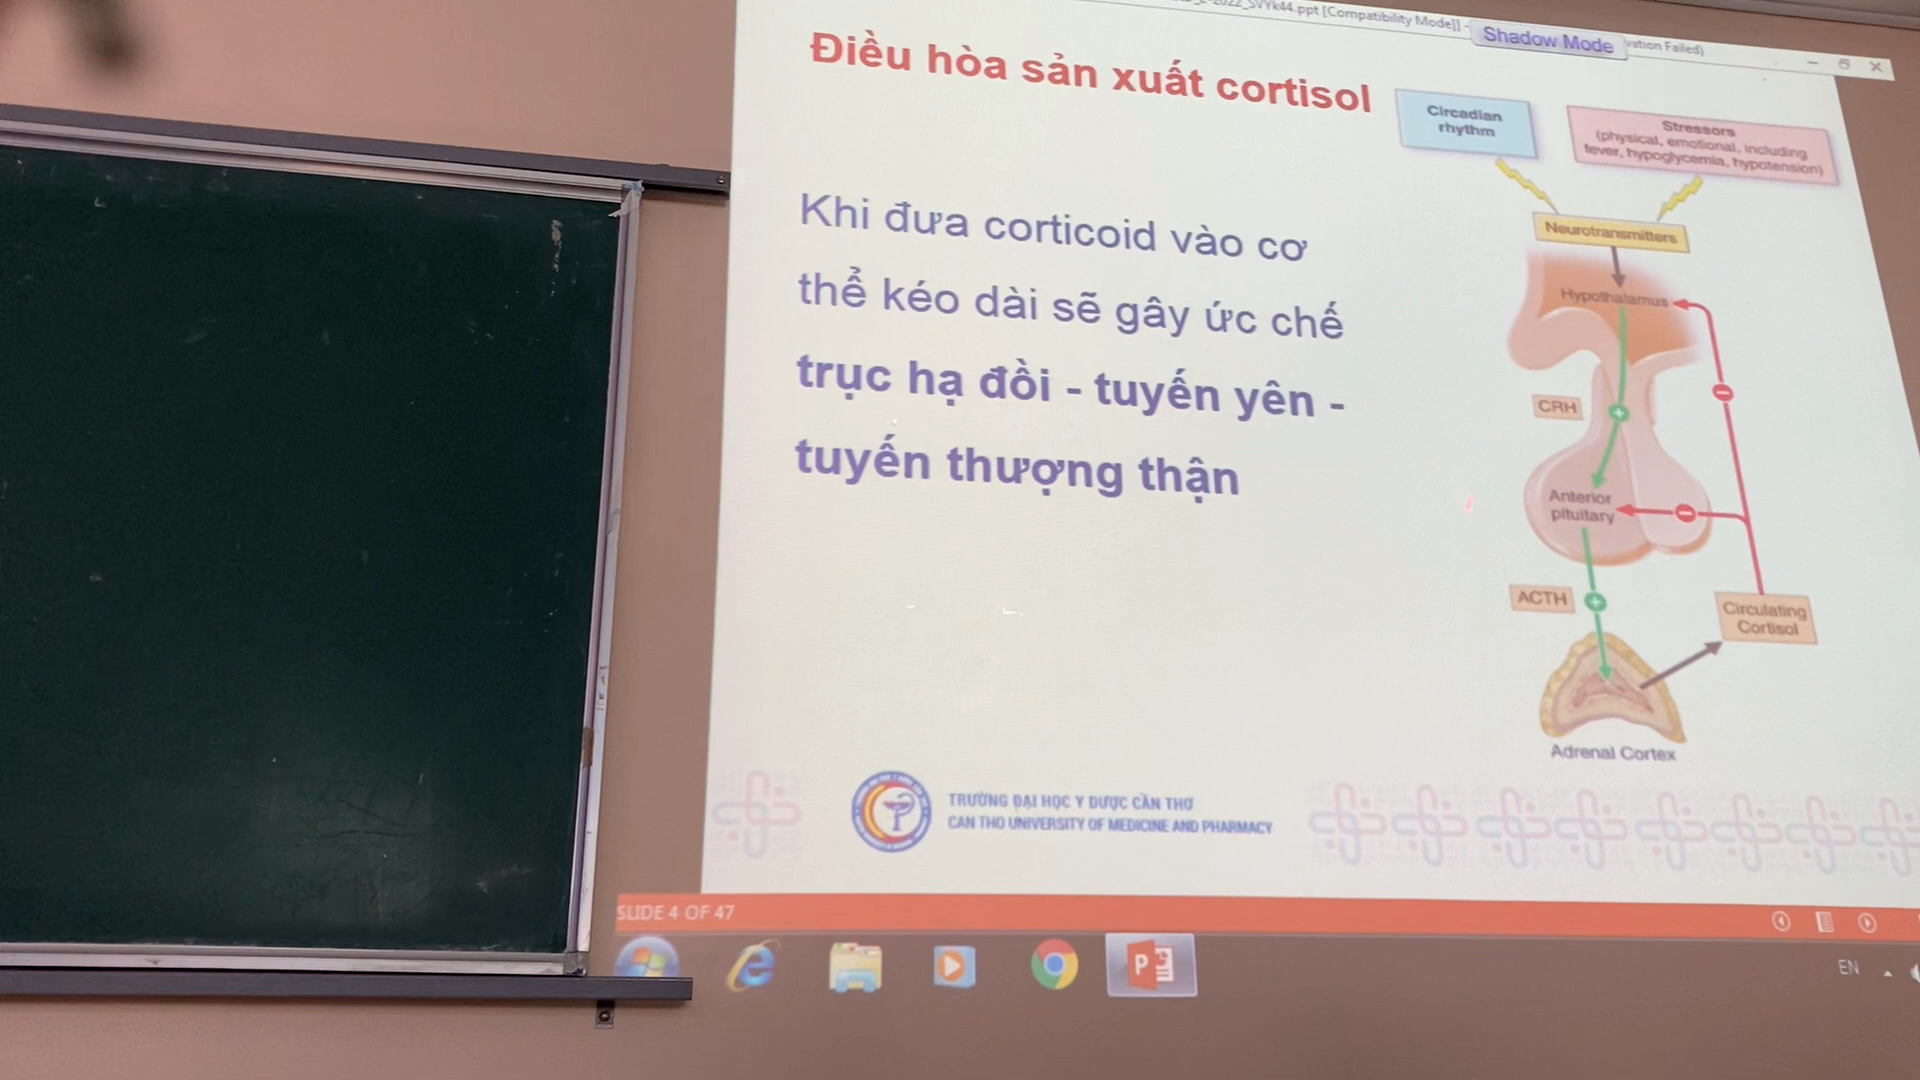 .ppt [Compatibility Mode]] -
Shadow Mode
vation Failed)
Điều hòa sản xuất cortisol
Khi đưa corticoid vào cơ
thể kéo dài sẽ gây ức chế
trục hạ đồi - tuyến yên -
tuyến thượng thận
Circadian
rhythm
Stressors
(physical, emotional, including
fever, hypoglycemia, hypotension)
Neurotransmitters
Hypothalamus
CRH
Anterior
pituitary
ACTH
Circulating
Cortisol
Adrenal Cortex
TRƯỜNG ĐẠI HỌC Y DƯỢC CẦN THƠ
CAN THO UNIVERSITY OF MEDICINE AND PHARMACY
SLIDE 4 OF 47
EN